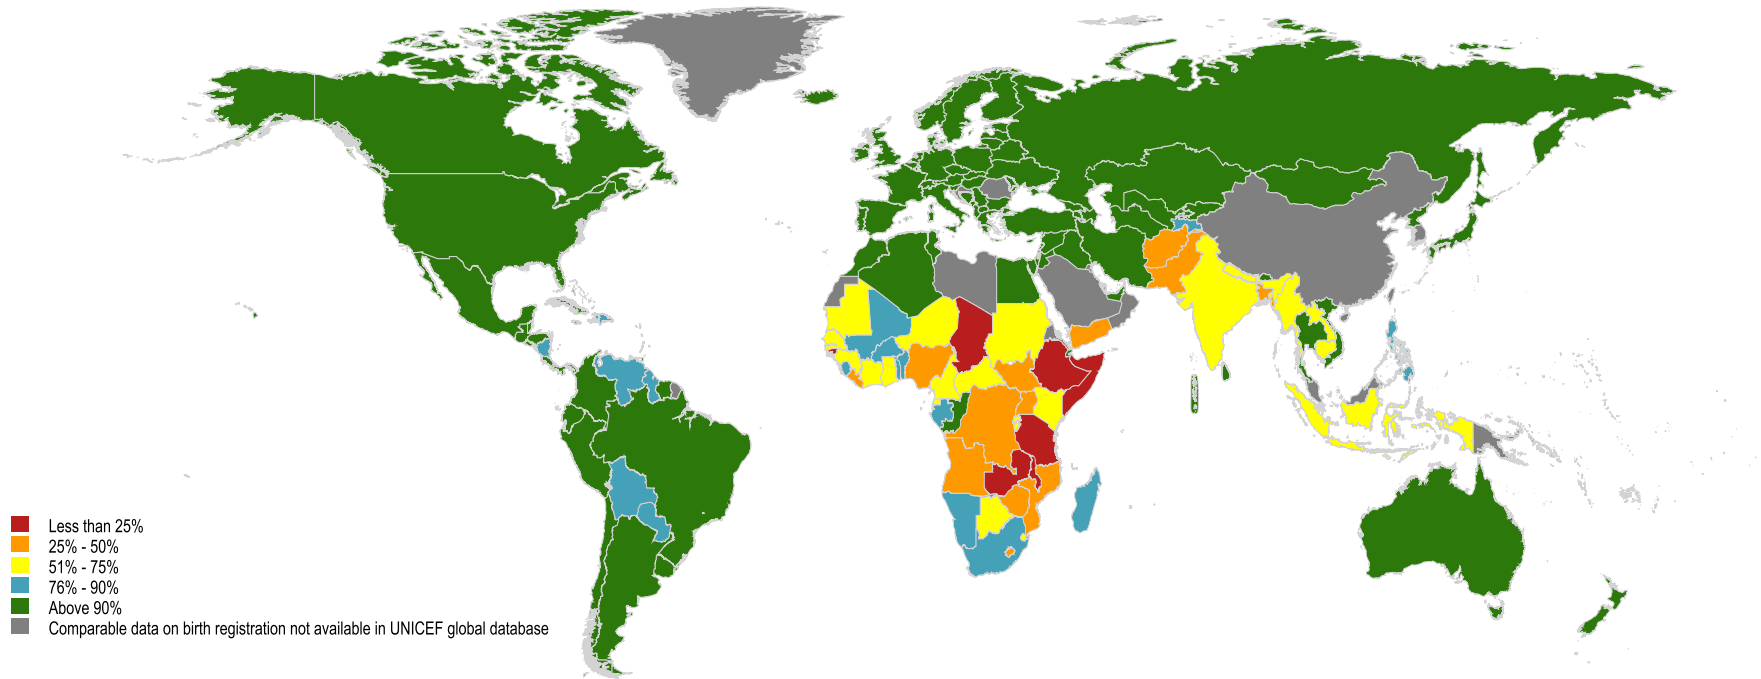 Less than 25%
25% - 50%
51% - 75%
76% - 90%
Above 90%
Comparable data on birth registration not available in UNICEF global database